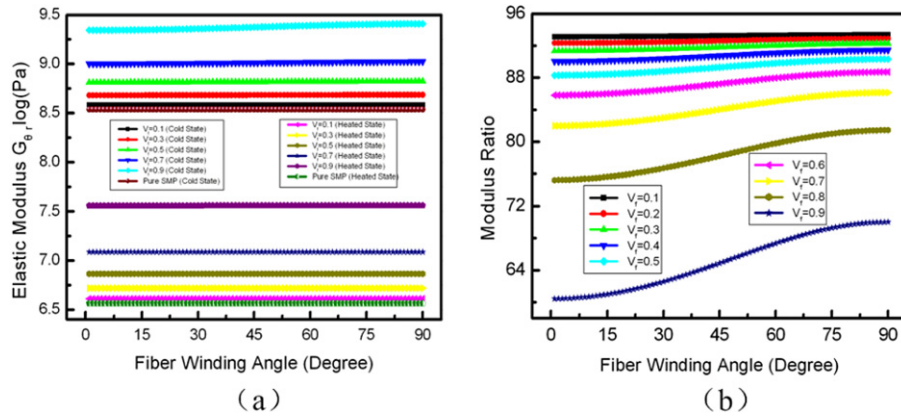 9.5
9.0
8.5
8.0
7.5
7.0
6.5
Elastic Modulus Gθ r log(Pa)
Vf=0.1 (Cold State)
Vf=0.3 (Cold State)
Vf=0.5 (Cold State)
Vf=0.7 (Cold State)
Vf=0.9 (Cold State)
Pure SMP (Cold State)
Vf=0.1 (Heated State)
Vf=0.3 (Heated State)
Vf=0.5 (Heated State)
Vf=0.7 (Heated State)
Vf=0.9 (Heated State)
Pure SMP (Heated State)
0 15 30 45 60 75 90
Fiber Winding Angle (Degree)
(a)
96
88
80
72
64
Modulus Ratio
Vf=0.1
Vf=0.2
Vf=0.3
Vf=0.4
Vf=0.5
Vf=0.6
Vf=0.7
Vf=0.8
Vf=0.9
0 15 30 45 60 75 90
Fiber Winding Angle (Degree)
(b)